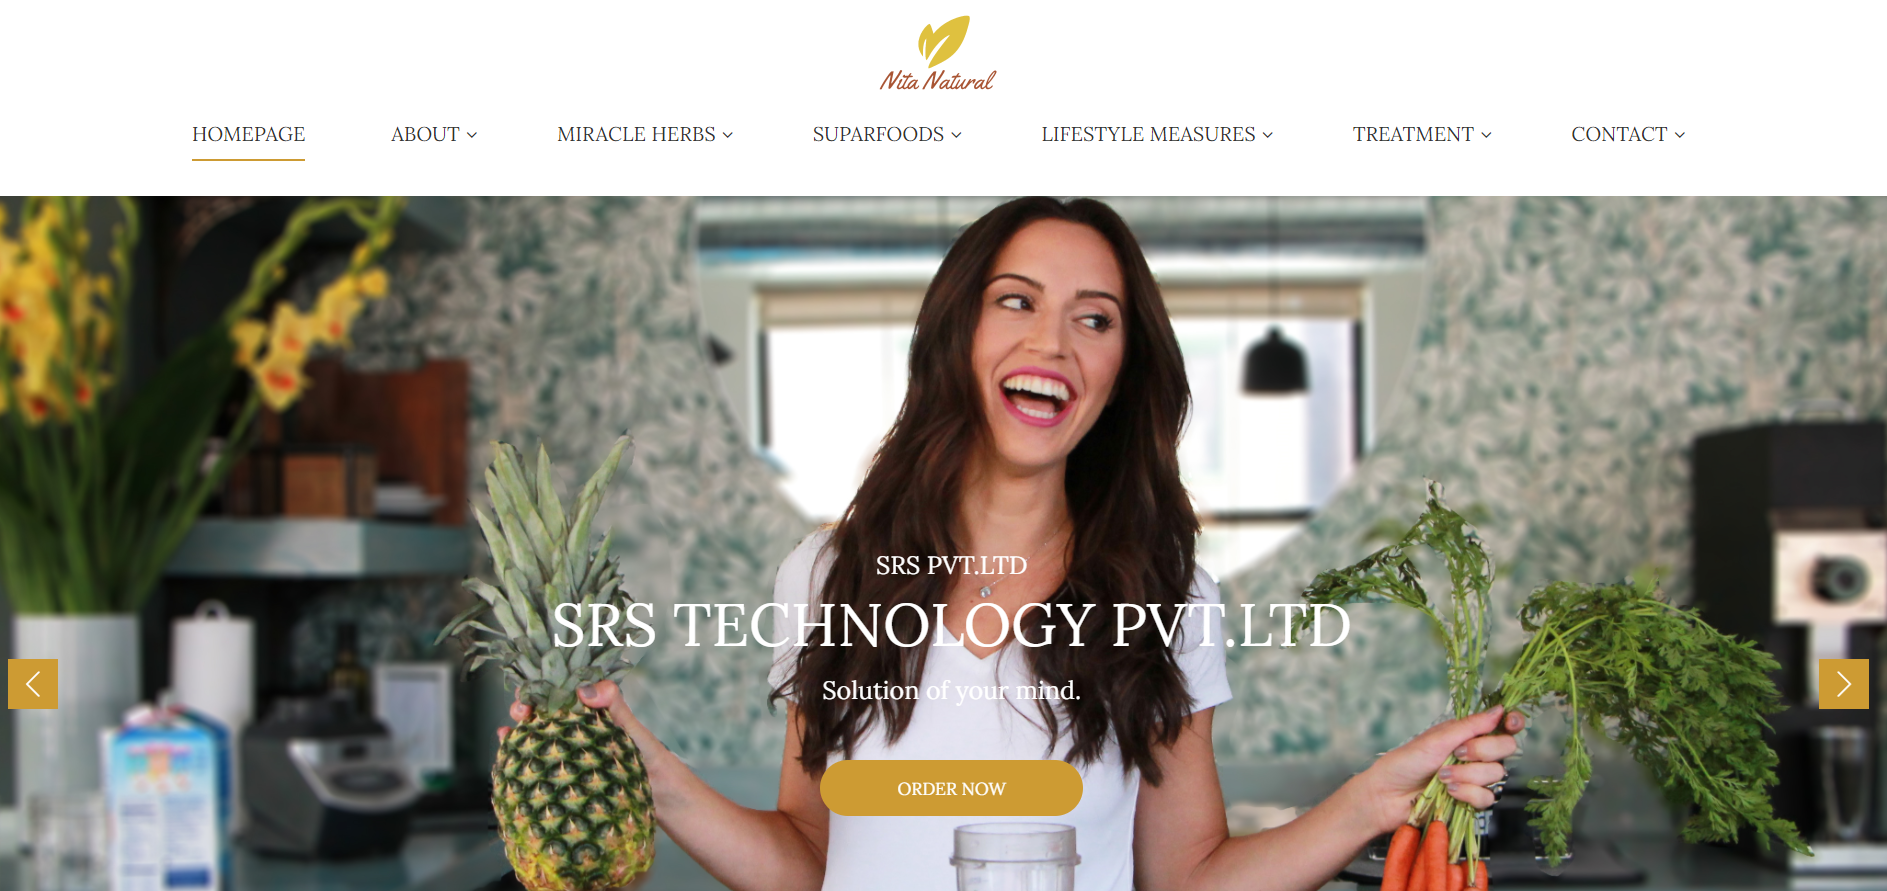 Nita Natural
HOMEPAGE ABOUT MIRACLE HERBS SUPARFOODS LIFESTYLE MEASURES TREATMENT CONTACT
SRS PVT.LTD
SRS TECHNOLOGY PVT.LTD
Solution of your mind.
ORDER NOW